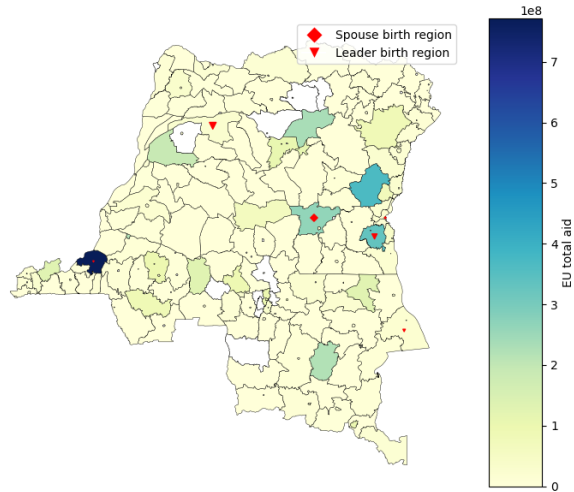 1e8
Spouse birth region
Leader birth region
7
6
5
4
3
2
1
0
EU total aid